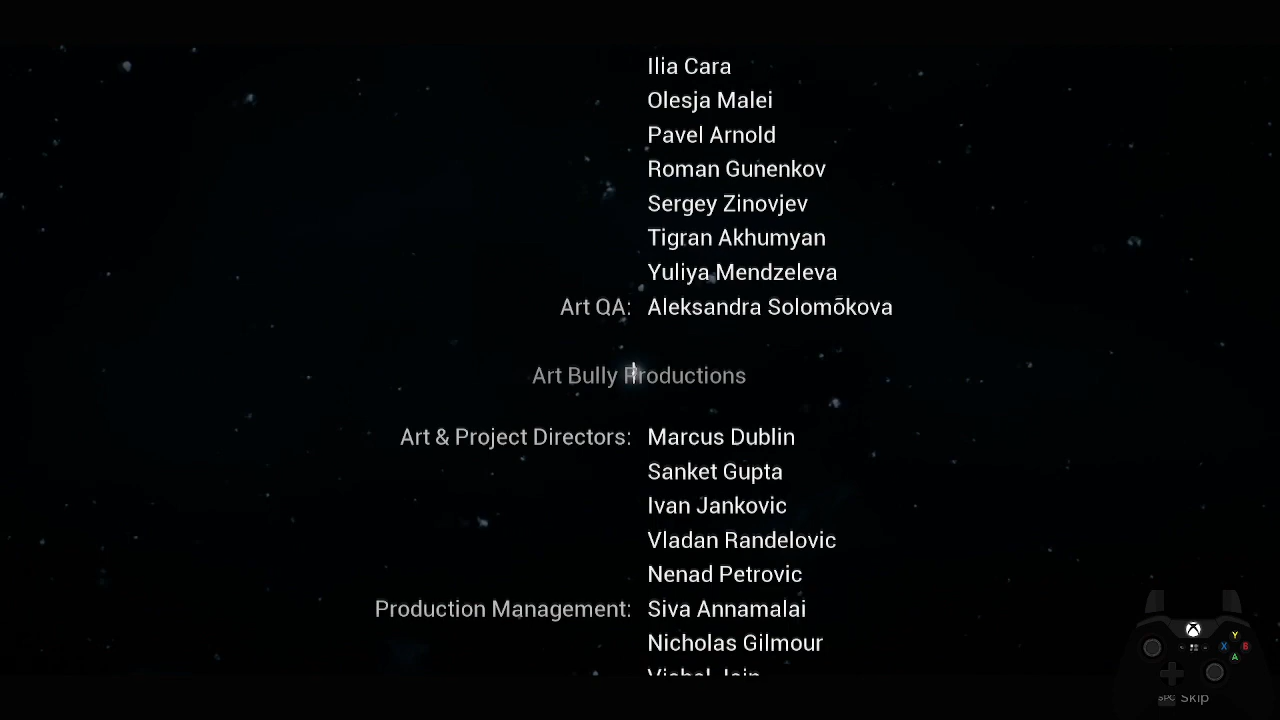 Ilia Cara
Olesja Malei
Pavel Arnold
Roman Gunenkov
Sergey Zinovjev
Tigran Akhumyan
Yuliya Mendzeleva
Art QA: Aleksandra Solomōkova
Art Bully Productions
Art & Project Directors: Marcus Dublin
Sanket Gupta
Ivan Jankovic
Vladan Randelovic
Nenad Petrovic
Production Management: Siva Annamalai
Nicholas Gilmour
Y
X B
A
SPC Skip